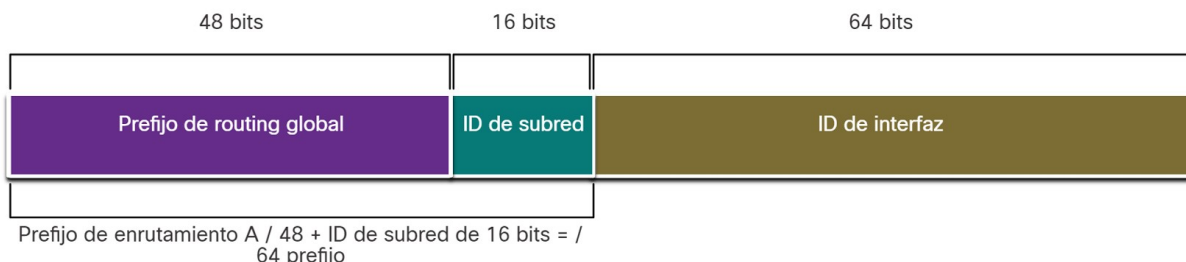 48 bits
16 bits
64 bits
Prefijo de routing global
ID de subred
ID de interfaz
Prefijo de enrutamiento A / 48 + ID de subred de 16 bits = /
64 prefijo